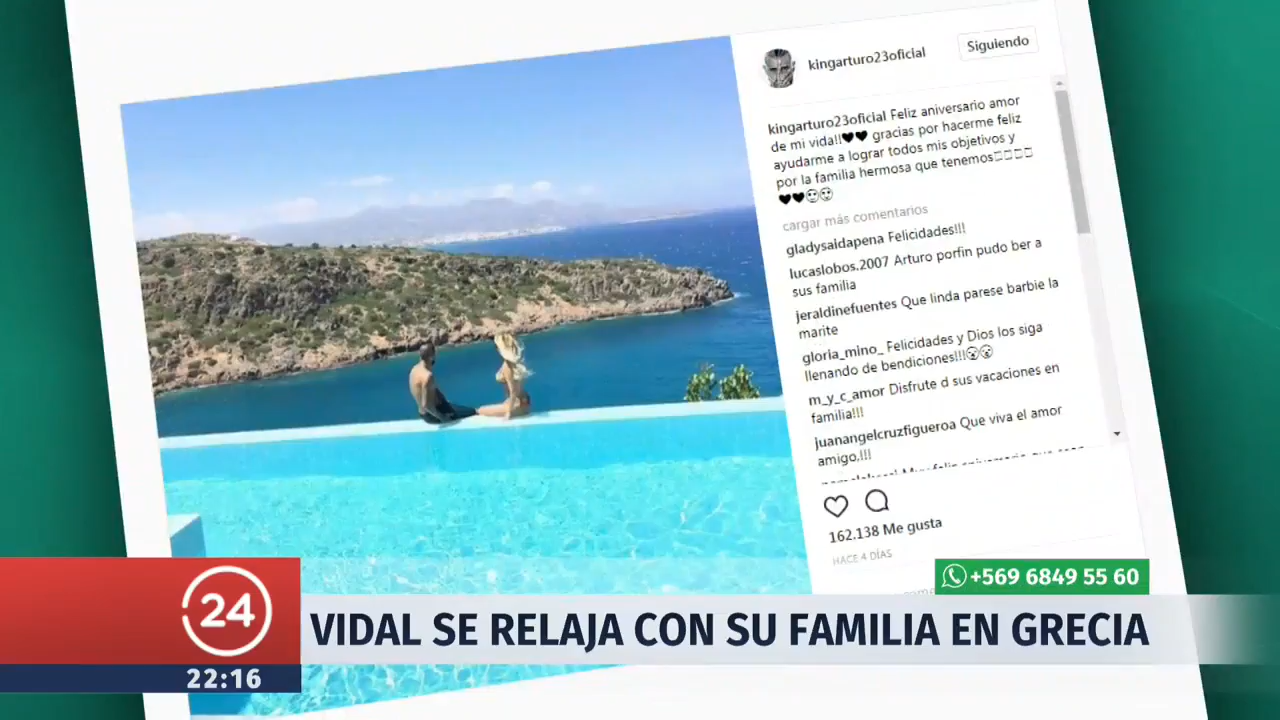 kingarturo23oficial
Siguiendo
kingarturo23oficial Feliz aniversario amor
de mi vida!!♥♥ gracias por hacerme feliz
ayudarme a lograr todos mis objetivos y
por la familia hermosa que tenemos
cargar más comentarios
gladysaidapena Felicidades!!!
lucaslobos.2007 Arturo porfin pudo ber a
sus familia
jeraldinefuentes Que linda parese barbie la
marite
gloria_mino_ Felicidades y Dios los siga
llenando de bendiciones!!!
m_y_c_amor Disfrute d sus vacaciones en
familia!!!
juanangelcruzfigueroa Que viva el amor
amigo.!!!
162.138 Me gusta
HACE 4 DÍAS
+569 6849 55 60
24
VIDAL SE RELAJA CON SU FAMILIA EN GRECIA
22:16